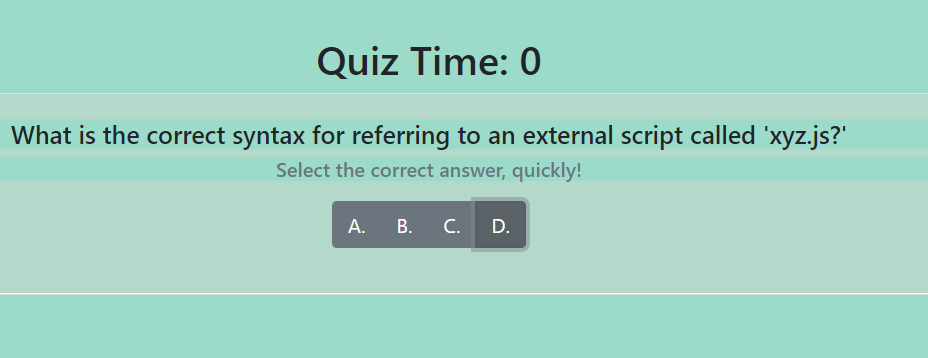 Quiz Time: 0
What is the correct syntax for referring to an external script called 'xyz.js?'
Select the correct answer, quickly!
A. B. C. D.